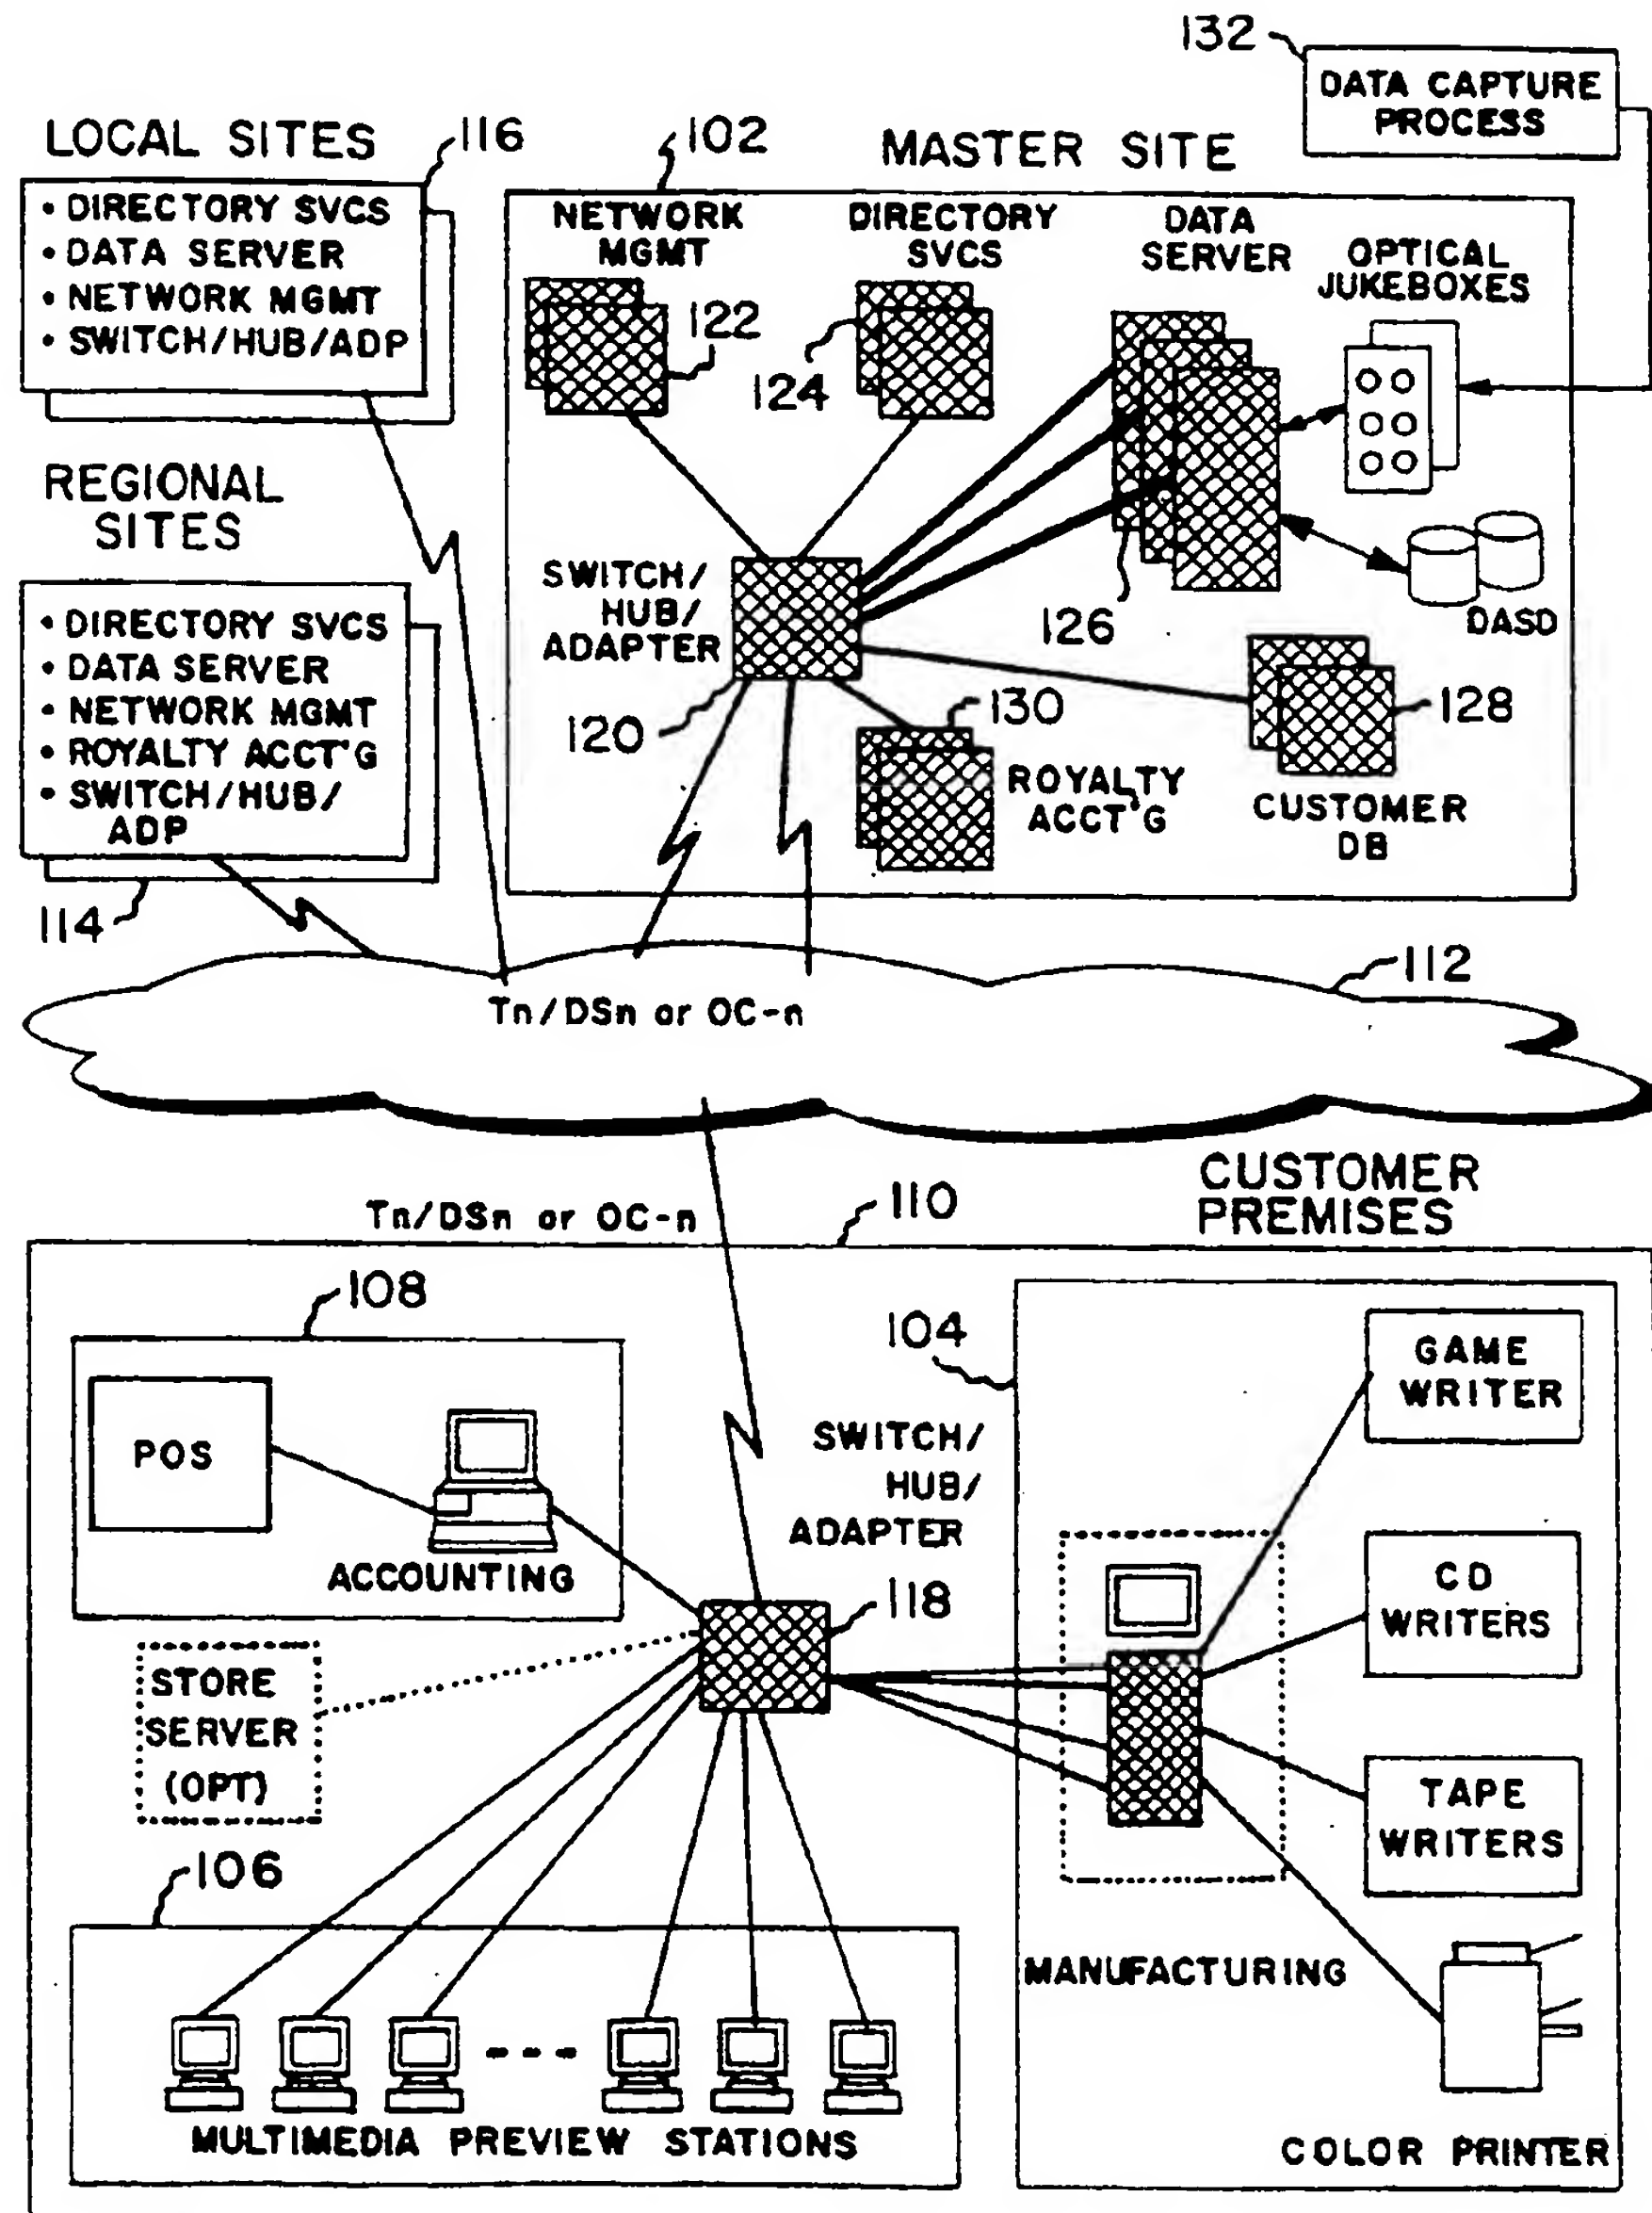 132
DATA CAPTURE
PROCESS
LOCAL SITES
116
• DIRECTORY SVCS
• DATA SERVER
• NETWORK MGMT
• SWITCH/HUB/ADP
102
MASTER SITE
NETWORK
MGMT
DIRECTORY
SVCS
DATA
SERVER
OPTICAL
JUKEBOXES
122
124
REGIONAL
SITES
• DIRECTORY SVCS
• DATA SERVER
• NETWORK MGMT
• ROYALTY ACCT'G
• SWITCH/HUB/
ADP
114
SWITCH/
HUB/
ADAPTER
120
126
DASD
130
128
ROYALTY
ACCT'G
CUSTOMER
DB
112
Tn/DSn or OC-n
CUSTOMER
PREMISES
Tn/DSn or OC-n
110
108
POS
ACCOUNTING
104
SWITCH/
HUB/
ADAPTER
118
GAME
WRITER
CD
WRITERS
TAPE
WRITERS
STORE
SERVER
(OPT)
106
MANUFACTURING
MULTIMEDIA PREVIEW STATIONS
COLOR PRINTER